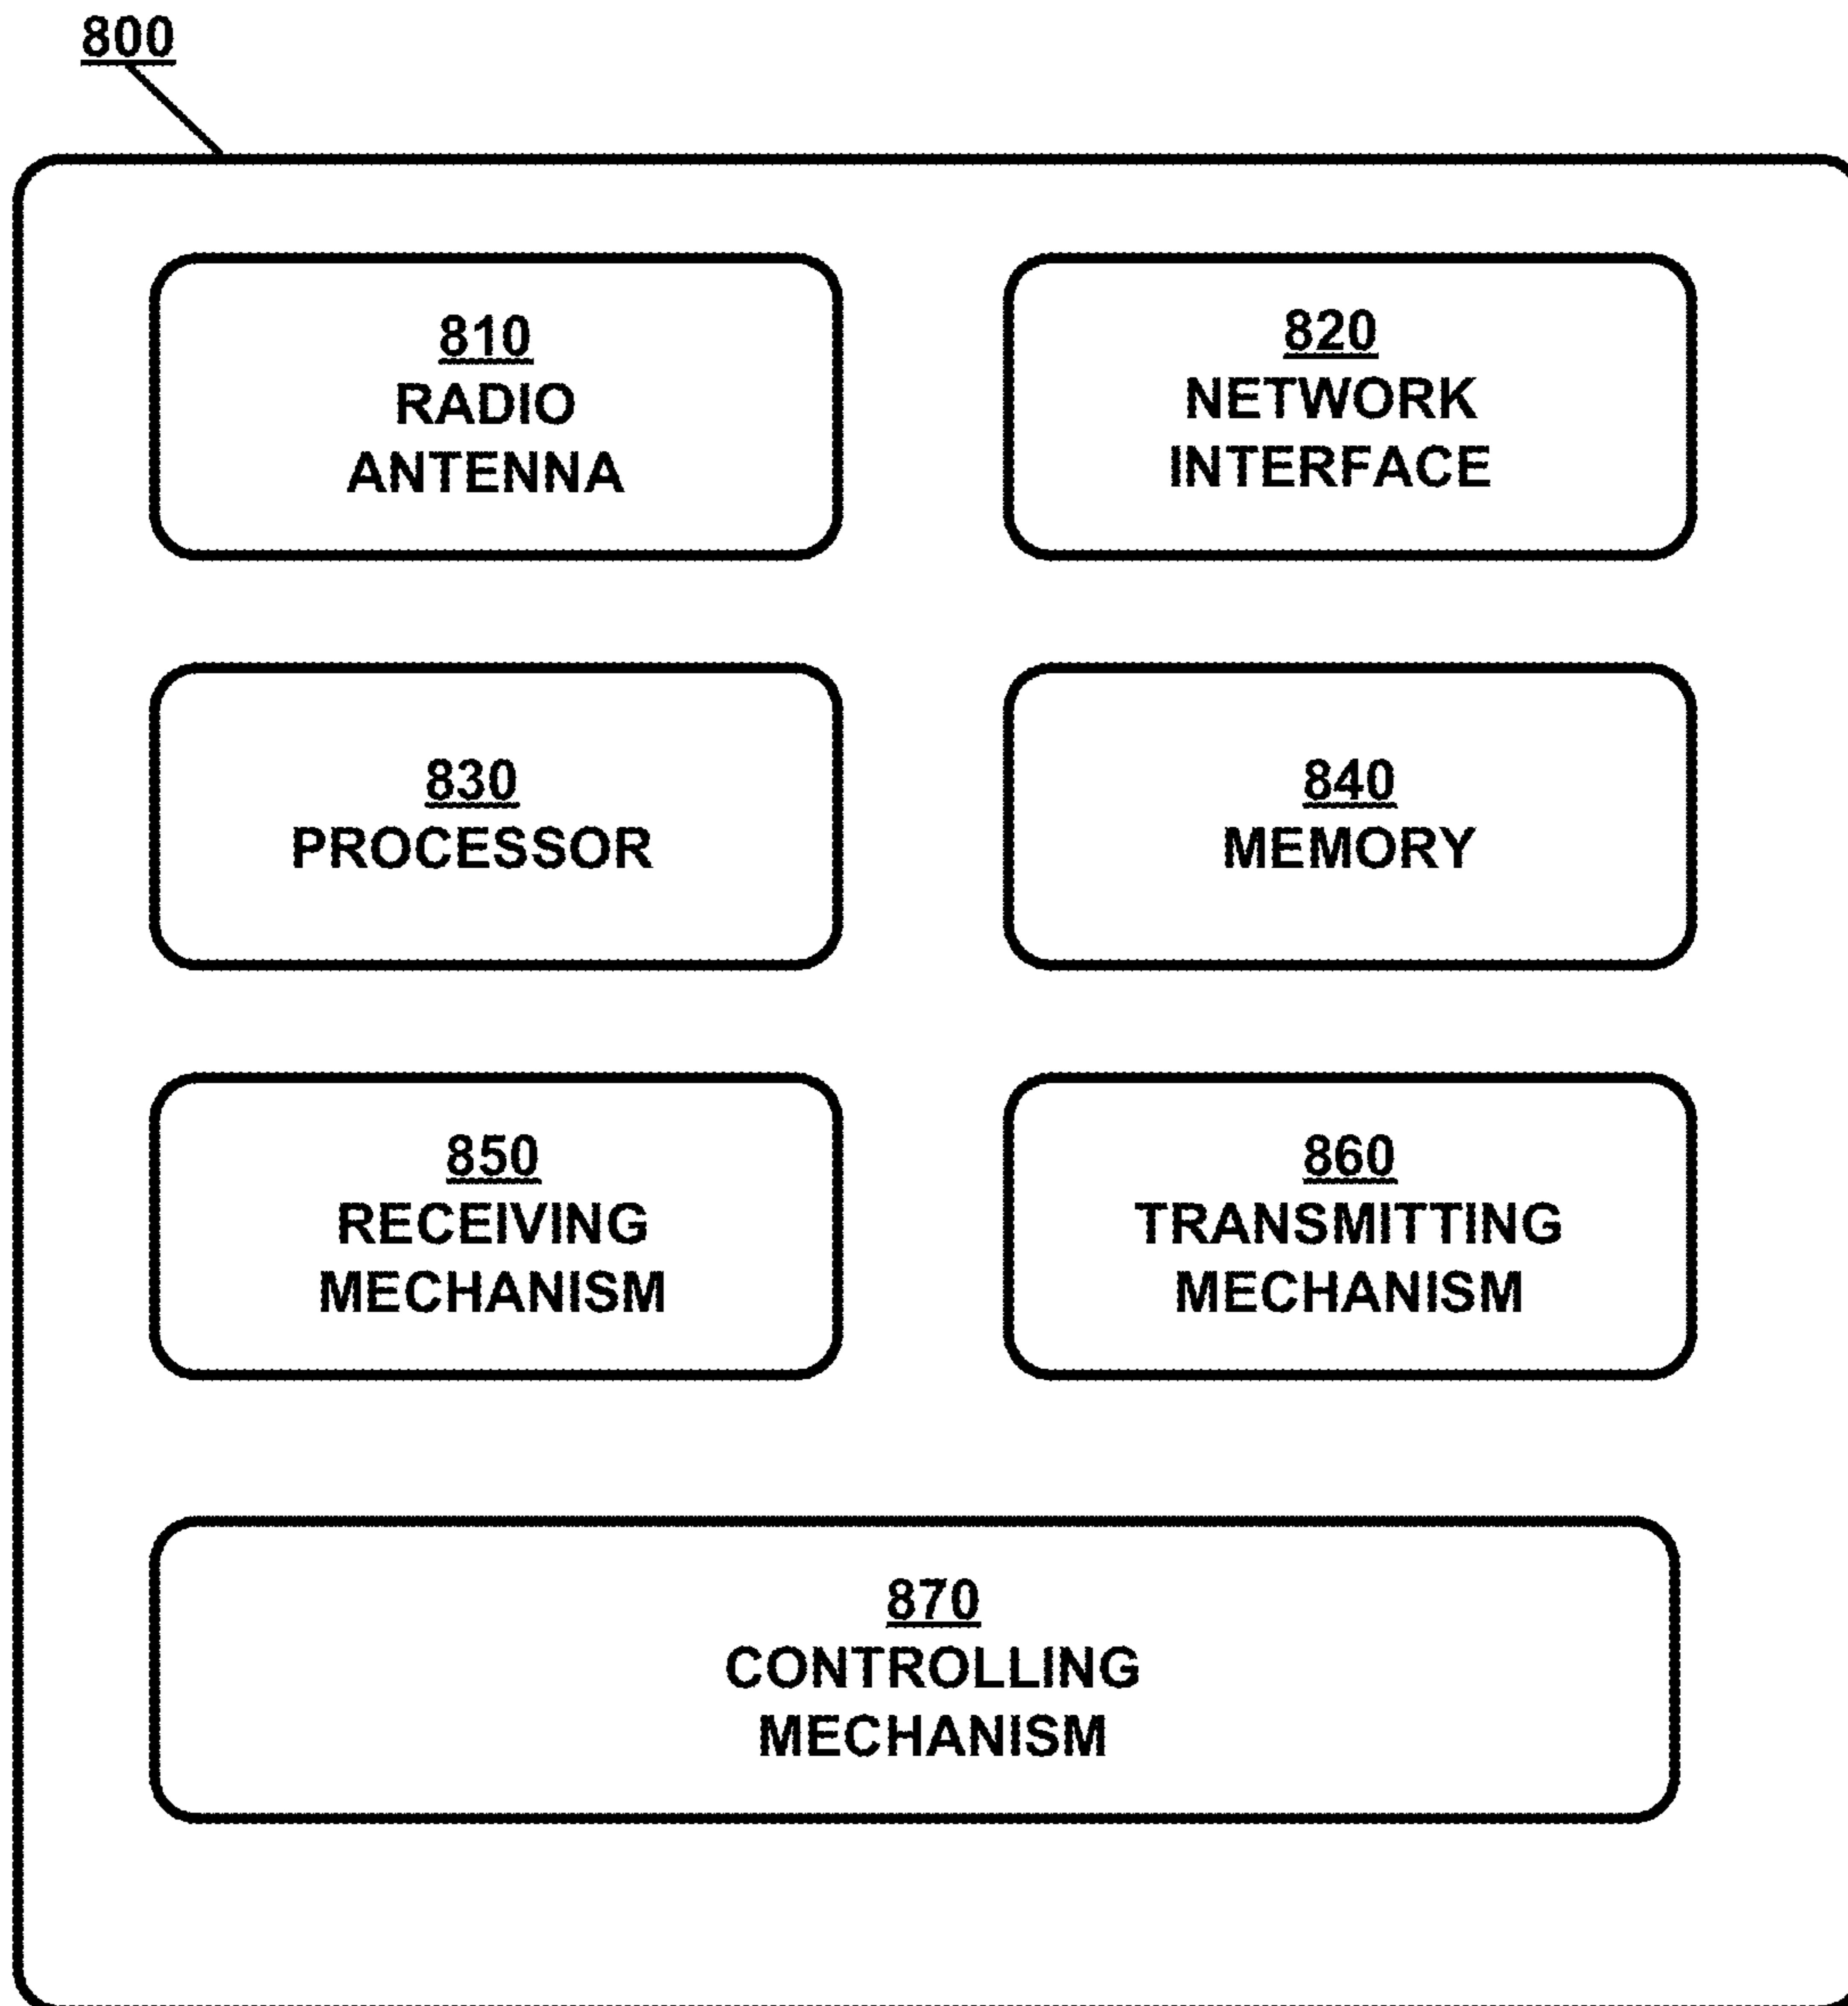 800
810
RADIO
ANTENNA
820
NETWORK
INTERFACE
830
PROCESSOR
840
MEMORY
850
RECEIVING
MECHANISM
860
TRANSMITTING
MECHANISM
870
CONTROLLING
MECHANISM